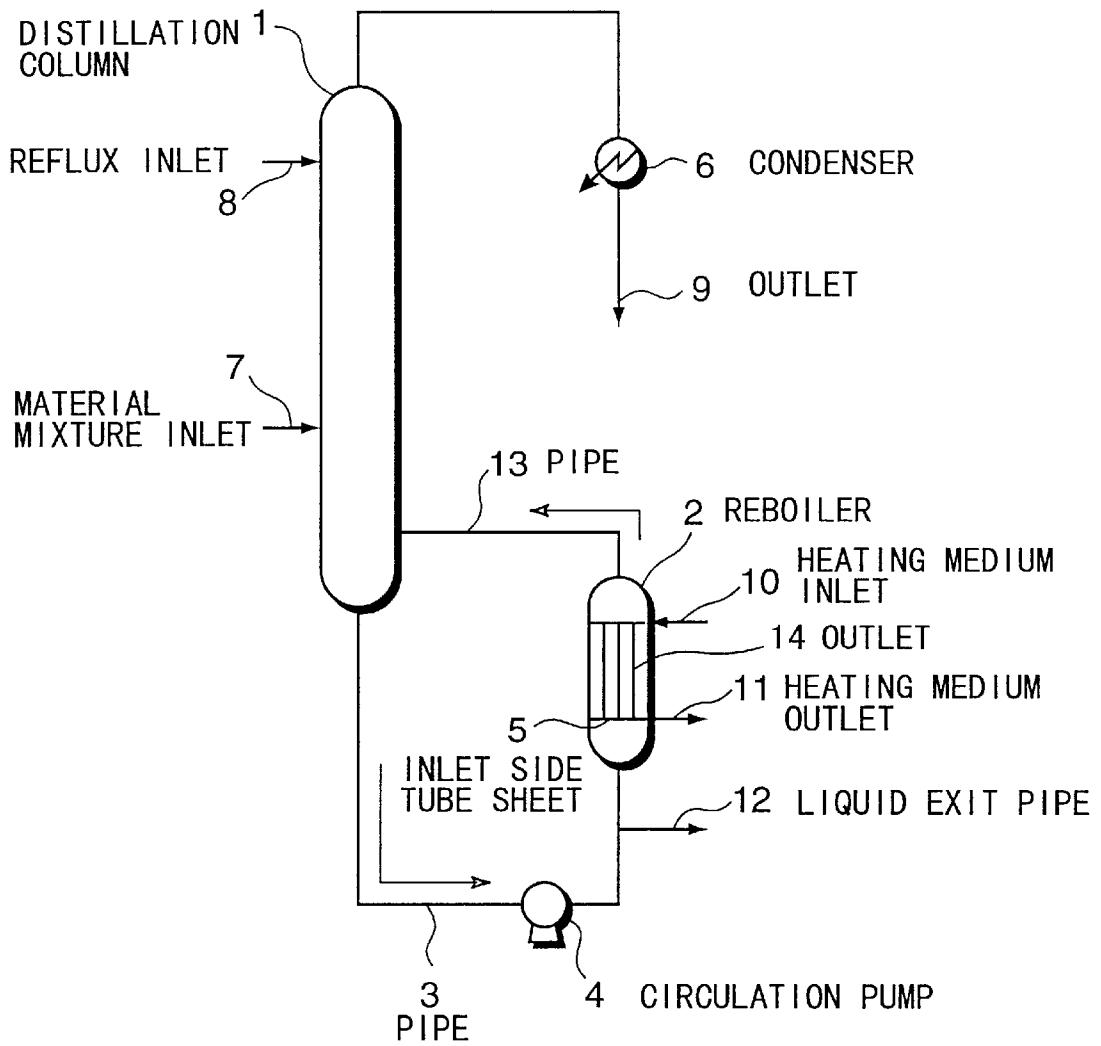 DISTILLATION 1
COLUMN
REFLUX INLET
8
6 CONDENSER
9 OUTLET
7
MATERIAL
MIXTURE INLET
13 PIPE
2 REBOILER
HEATING MEDIUM
10 INLET
14 OUTLET
11 HEATING MEDIUM
OUTLET
5
INLET SIDE
TUBE SHEET
12 LIQUID EXIT PIPE
3
PIPE
4 CIRCULATION PUMP